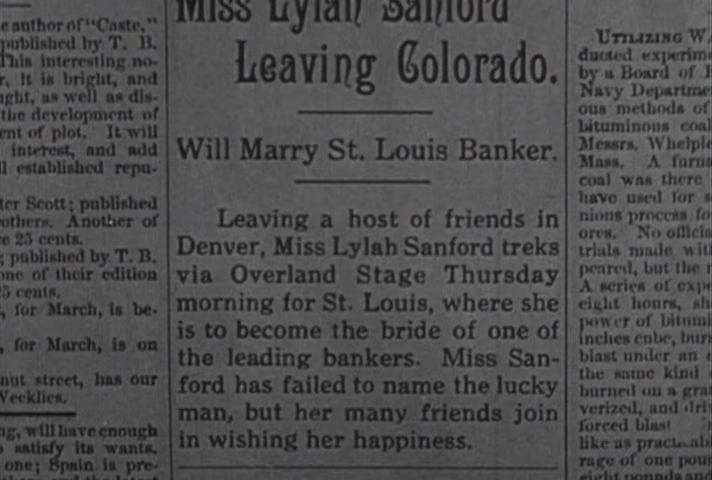 e author of "Caste,"
published by T. B.
This interesting no-
r, it is bright, and
ught, as well as dis-
the development of
ent of plot. It will
interest, and add
l established repu-
ter Scott; published
others. Another of
e 25 cents.
; published by T. B.
one of their edition
25 cents.
, for March, is be-
, for March, is on
nut street, has our
Weeklies.
ng, will have enough
satisfy its wants.
one; Spain is pre-
Miss Lylah Sanford
Leaving Colorado.
Will Marry St. Louis Banker.
Leaving a host of friends in
Denver, Miss Lylah Sanford treks
via Overland Stage Thursday
morning for St. Louis, where she
is to become the bride of one of
the leading bankers. Miss San-
ford has failed to name the lucky
man, but her many friends join
in wishing her happiness.
UTILIZING W
ducted experime
by a Board of
Navy Departme
ous methods of
bituminous coal
Messrs. Whelple
Mass. A furna
coal was there
have used for s
nious process fo
ores. No officia
trials made with
peared, but the r
A series of expe
eight hours, sh
power of bitumi
inches cube, burn
blast under an
the same kind
burned on a grat
verized, and driv
forced blast
like as
rage of one poun
eight pounds and